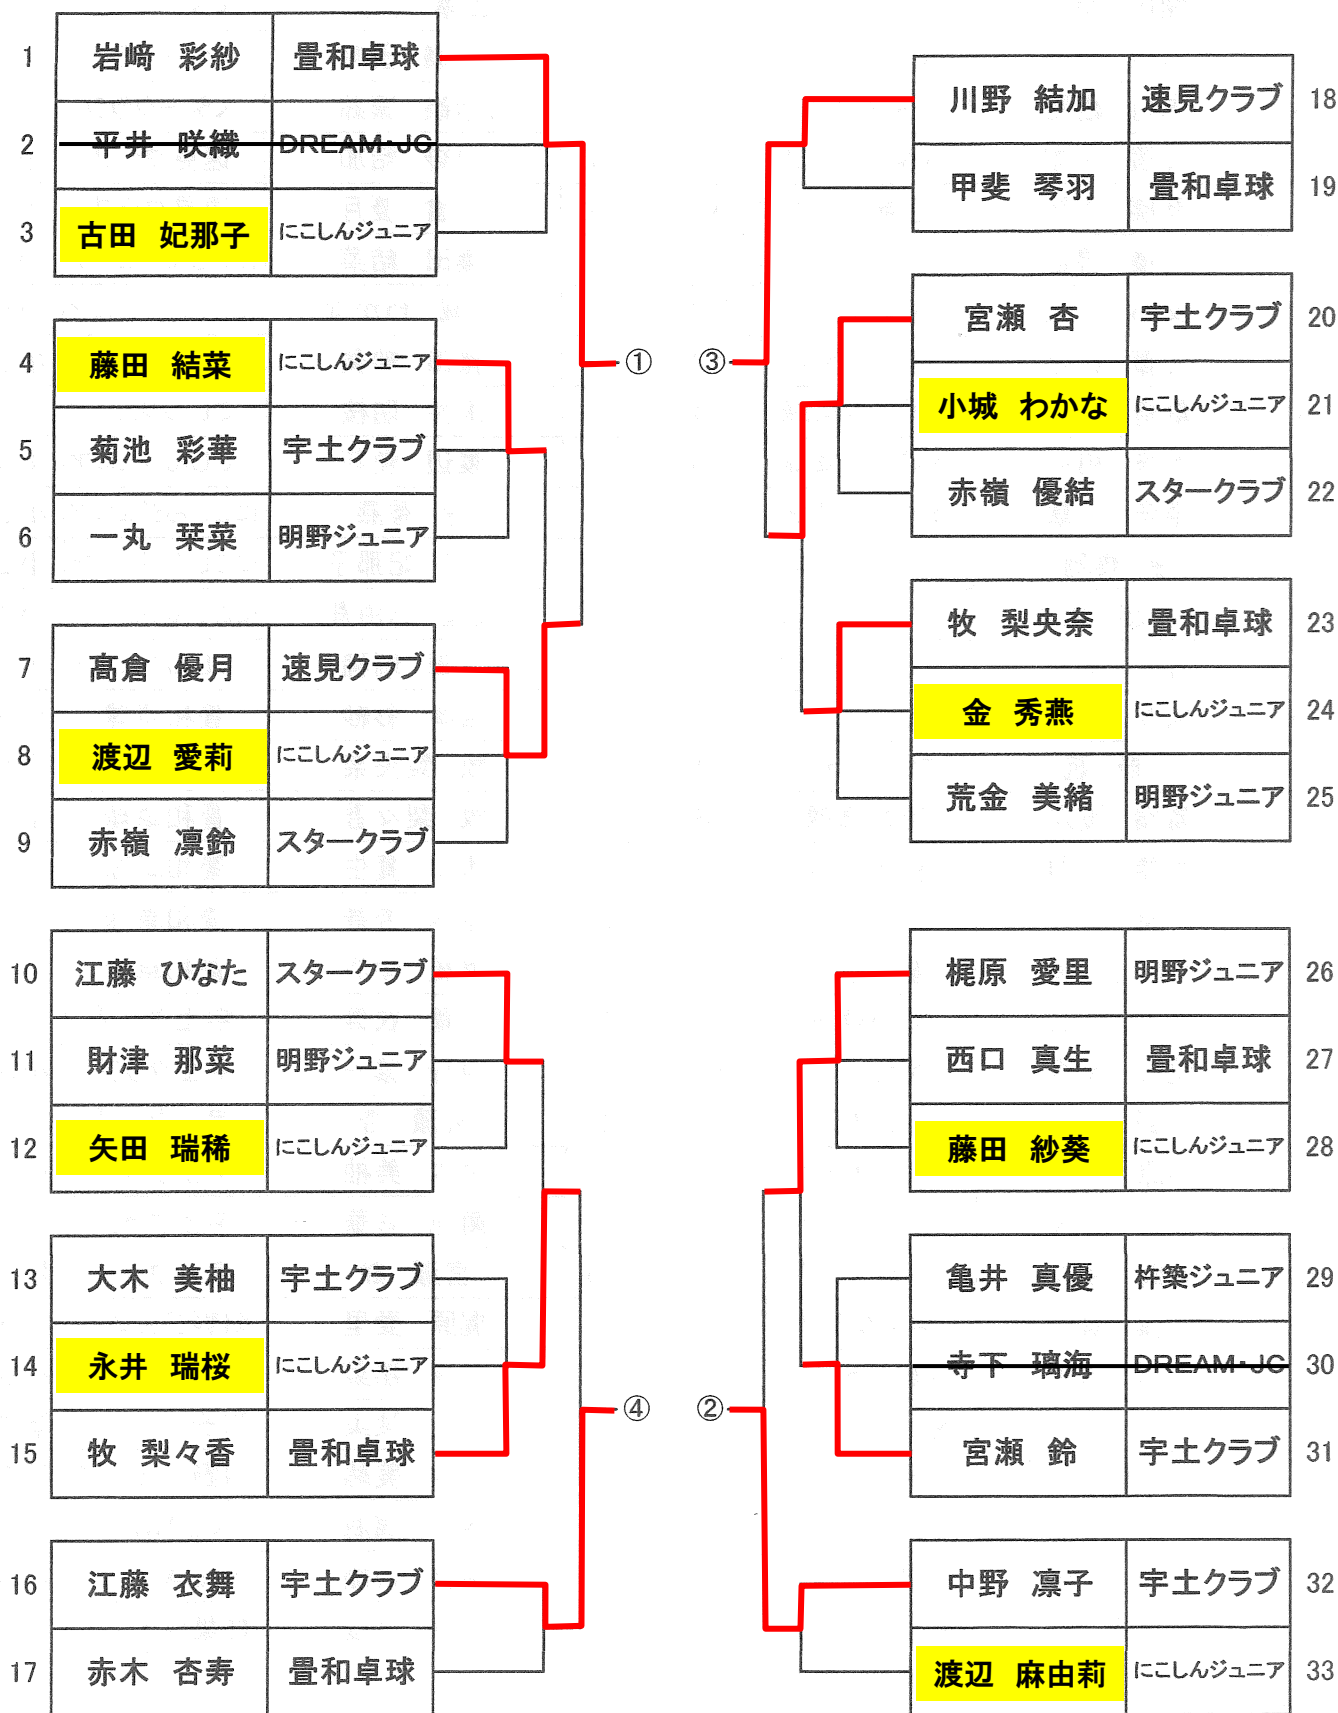 1 岩﨑 彩紗 畳和卓球
2 平井 咲織 DREAM・JC
3 古田 妃那子 にこしんジュニア
4 藤田 結菜 にこしんジュニア
5 菊池 彩華 宇土クラブ
6 一丸 栞菜 明野ジュニア
7 髙倉 優月 速見クラブ
8 渡辺 愛莉 にこしんジュニア
9 赤嶺 凛鈴 スタークラブ
①
10 江藤 ひなた スタークラブ
11 財津 那菜 明野ジュニア
12 矢田 瑞稀 にこしんジュニア
13 大木 美柚 宇土クラブ
14 永井 瑞桜 にこしんジュニア
15 牧 梨々香 畳和卓球
16 江藤 衣舞 宇土クラブ
17 赤木 杏寿 畳和卓球
④
川野 結加 速見クラブ 18
甲斐 琴羽 畳和卓球 19
宮瀬 杏 宇土クラブ 20
小城 わかな にこしんジュニア 21
赤嶺 優結 スタークラブ 22
牧 梨央奈 畳和卓球 23
金 秀燕 にこしんジュニア 24
荒金 美緒 明野ジュニア 25
③
梶原 愛里 明野ジュニア 26
西口 真生 畳和卓球 27
藤田 紗葵 にこしんジュニア 28
亀井 真優 杵築ジュニア 29
寺下 璃海 DREAM・JC 30
宮瀬 鈴 宇土クラブ 31
中野 凛子 宇土クラブ 32
渡辺 麻由莉 にこしんジュニア 33
②